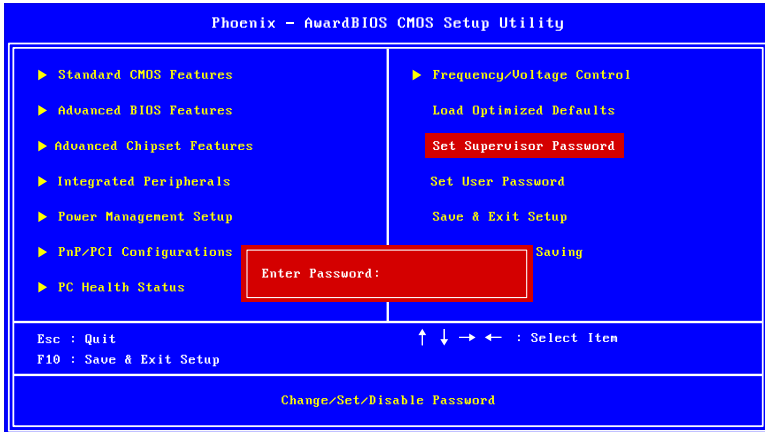 Phoenix - AwardBIOS CMOS Setup Utility
▶ Standard CMOS Features
▶ Advanced BIOS Features
▶ Advanced Chipset Features
▶ Integrated Peripherals
▶ Power Management Setup
▶ PnP/PCI Configurations
▶ PC Health Status
▶ Frequency/Voltage Control
Load Optimized Defaults
Set Supervisor Password
Set User Password
Save & Exit Setup
Saving
Enter Password:
Esc : Quit
F10 : Save & Exit Setup
↑ ↓ → ← : Select Item
Change/Set/Disable Password